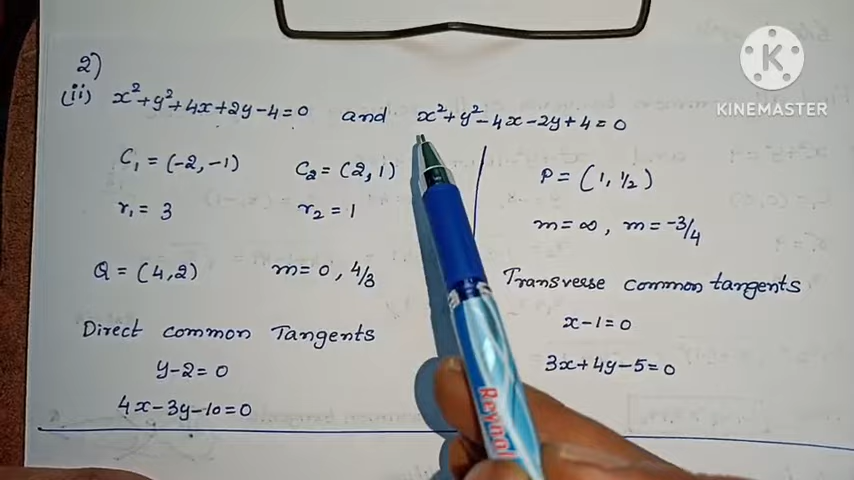 2)
(ii) x²+y²+4x+2y-4=0 and x²+y²-4x-2y+4=0
C₁=(-2,-1) C₂=(2,1)
r₁=3 r₂=1
Q=(4,2) m=0, 4/3
Direct common Tangents
y-2=0
4x-3y-10=0
P=(1,1/2)
m=∞, m=-3/4
Transverse common tangents
x-1=0
3x+4y-5=0
K
KINEMASTER
Reynol